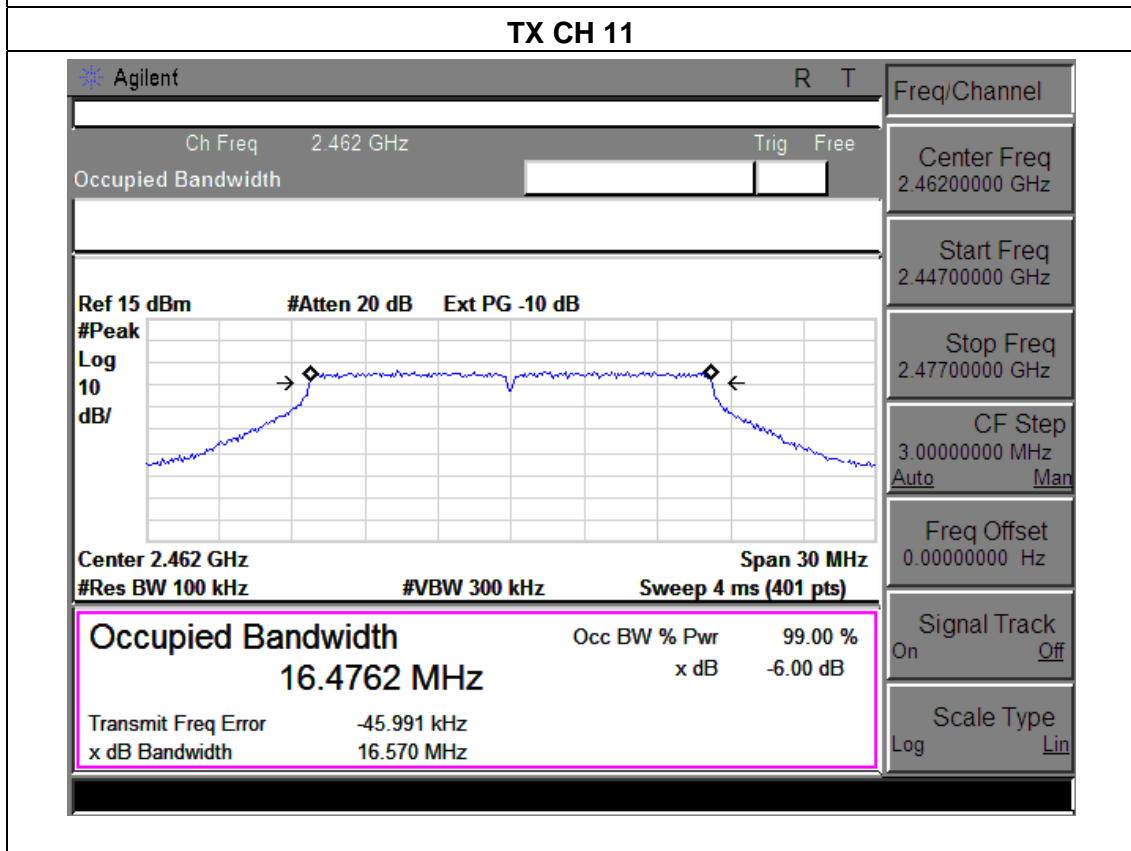 TX CH 11
Agilent R T
Freq/Channel
Ch Freq 2.462 GHz Trig Free
Occupied Bandwidth
Center Freq
2.46200000 GHz
Start Freq
2.44700000 GHz
Ref 15 dBm #Atten 20 dB Ext PG -10 dB
#Peak
Log
10
dB/
Stop Freq
2.47700000 GHz
CF Step
3.00000000 MHz
Auto Man
Freq Offset
0.00000000 Hz
Center 2.462 GHz Span 30 MHz
#Res BW 100 kHz #VBW 300 kHz Sweep 4 ms (401 pts)
Occupied Bandwidth Occ BW % Pwr 99.00 %
16.4762 MHz x dB -6.00 dB
Transmit Freq Error -45.991 kHz
x dB Bandwidth 16.570 MHz
Signal Track
On Off
Scale Type
Log Lin